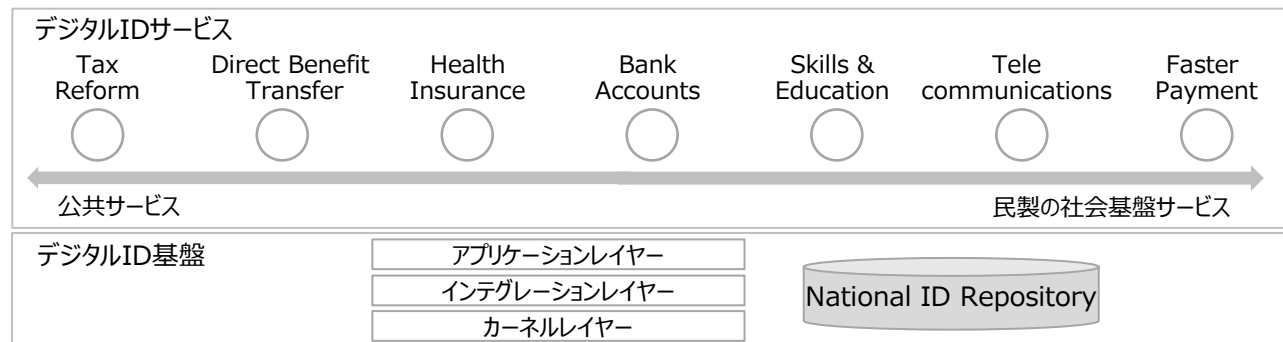 デジタルIDサービス
Tax Reform
Direct Benefit Transfer
Health Insurance
Bank Accounts
Skills & Education
Tele communications
Faster Payment
公共サービス
民製の社会基盤サービス
デジタルID基盤
アプリケーションレイヤー
インテグレーションレイヤー
カーネルレイヤー
National ID Repository